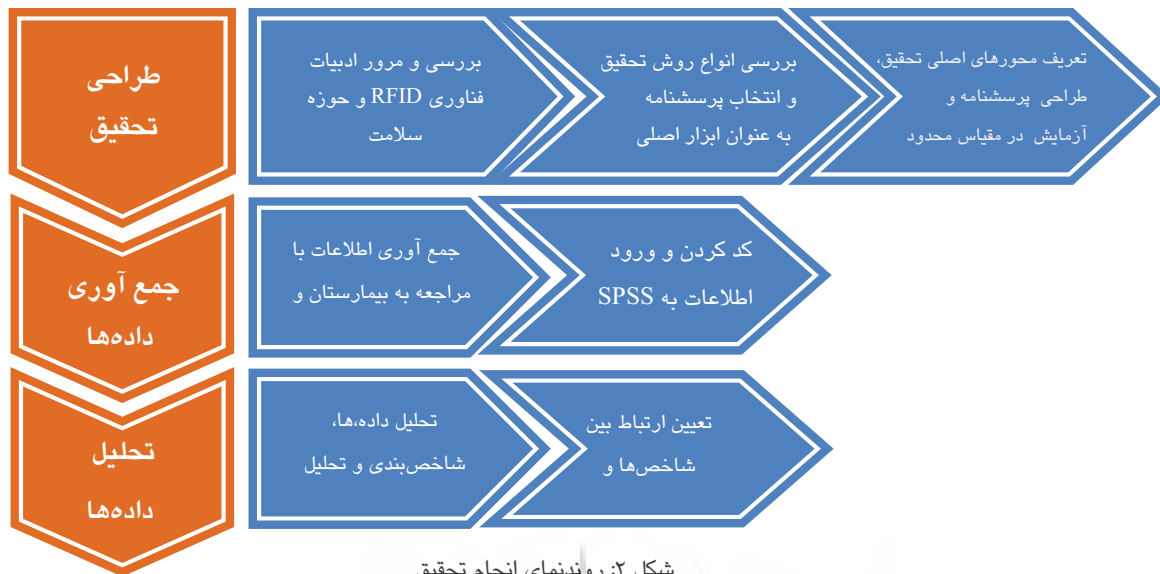 طراحی
تحقیق
بررسی و مرور ادبیات
فناوری RFID و حوزه
سلامت
بررسی انواع روش تحقیق
و انتخاب پرسشنامه
به عنوان ابزار اصلی
تعریف محورهای اصلی تحقیق،
طراحی پرسشنامه و
آزمایش در مقیاس محدود
جمع آوری
داده‌ها
جمع آوری اطلاعات با
مراجعه به بیمارستان و
کد کردن و ورود
اطلاعات به SPSS
تحلیل
داده‌ها
تحلیل داده،ها،
شاخص‌بندی و تحلیل
تعیین ارتباط بین
شاخص‌ها و
شکل ۲: روندنمای انجام تحقیق